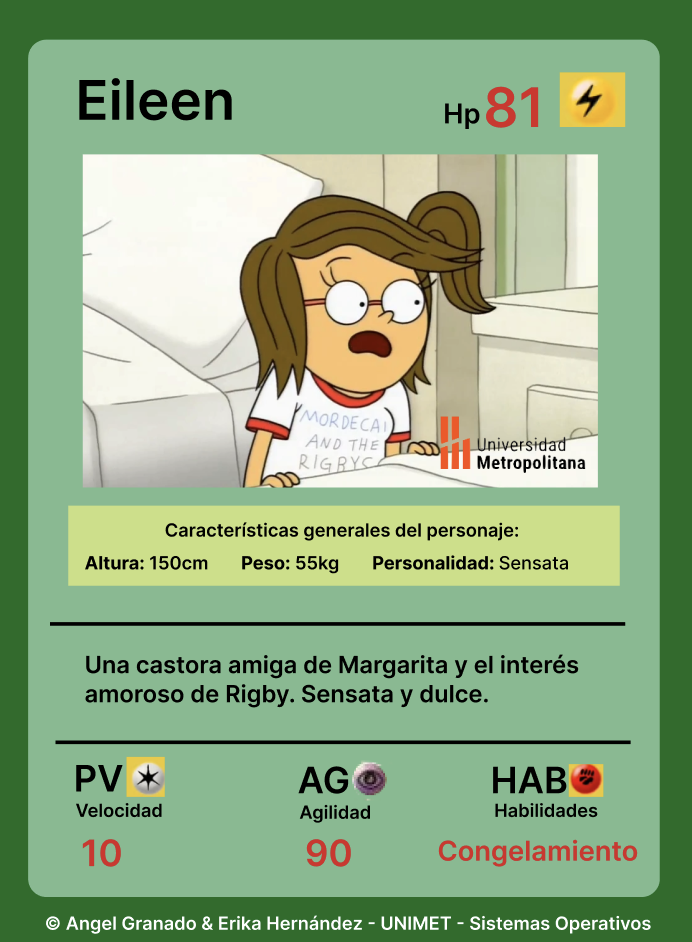 Eileen
Hp 81
MORDECAI
AND THE
RIGBYS
Universidad
Metropolitana
Características generales del personaje:
Altura: 150cm Peso: 55kg Personalidad: Sensata
Una castora amiga de Margarita y el interés
amoroso de Rigby. Sensata y dulce.
PV AG HAB
Velocidad Agilidad Habilidades
10 90 Congelamiento
© Angel Granado & Erika Hernández - UNIMET - Sistemas Operativos